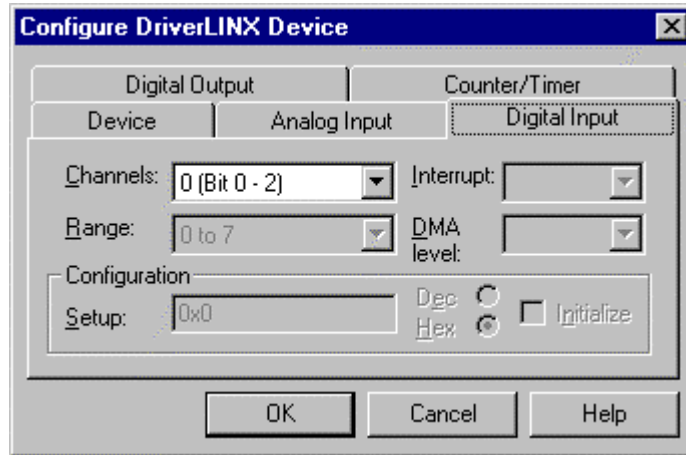 Configure DriverLINX Device
Digital Output Counter/Timer
Device Analog Input Digital Input
Channels: 0 (Bit 0 - 2) Interrupt:
Range: 0 to 7 DMA level:
Configuration
Setup: 0x0 Dec Hex Initialize
OK Cancel Help